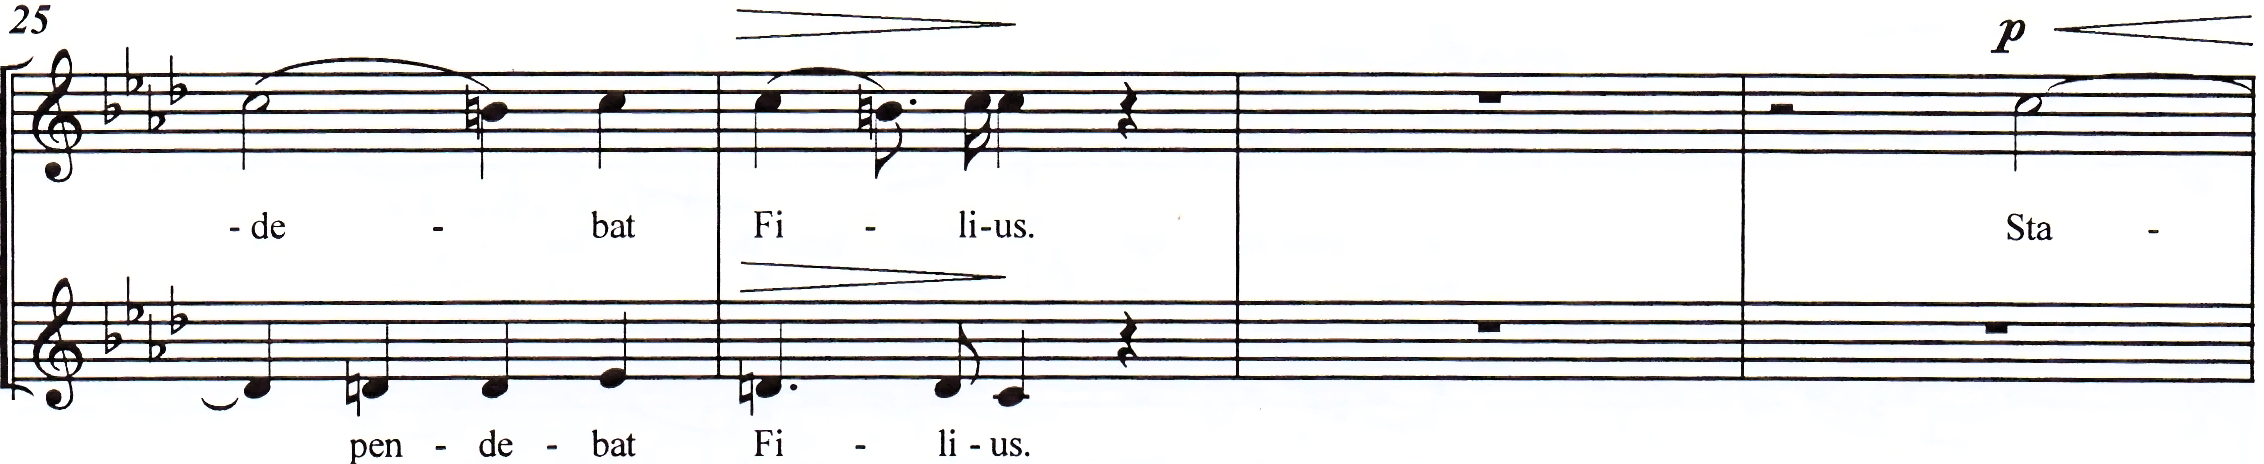 25
p
- de - bat Fi - li-us. Sta -
pen - de - bat Fi - li - us.